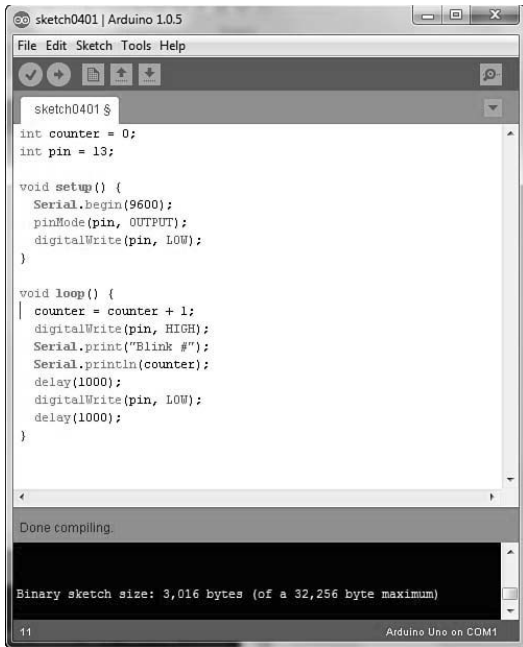 sketch0401 | Arduino 1.0.5
File Edit Sketch Tools Help
sketch0401 §
int counter = 0;
int pin = 13;
void setup() {
Serial.begin(9600);
pinMode(pin, OUTPUT);
digitalWrite(pin, LOW);
}
void loop() {
counter = counter + 1;
digitalWrite(pin, HIGH);
Serial.print("Blink #");
Serial.println(counter);
delay(1000);
digitalWrite(pin, LOW);
delay(1000);
}
Done compiling.
Binary sketch size: 3,016 bytes (of a 32,256 byte maximum)
11 Arduino Uno on COM1